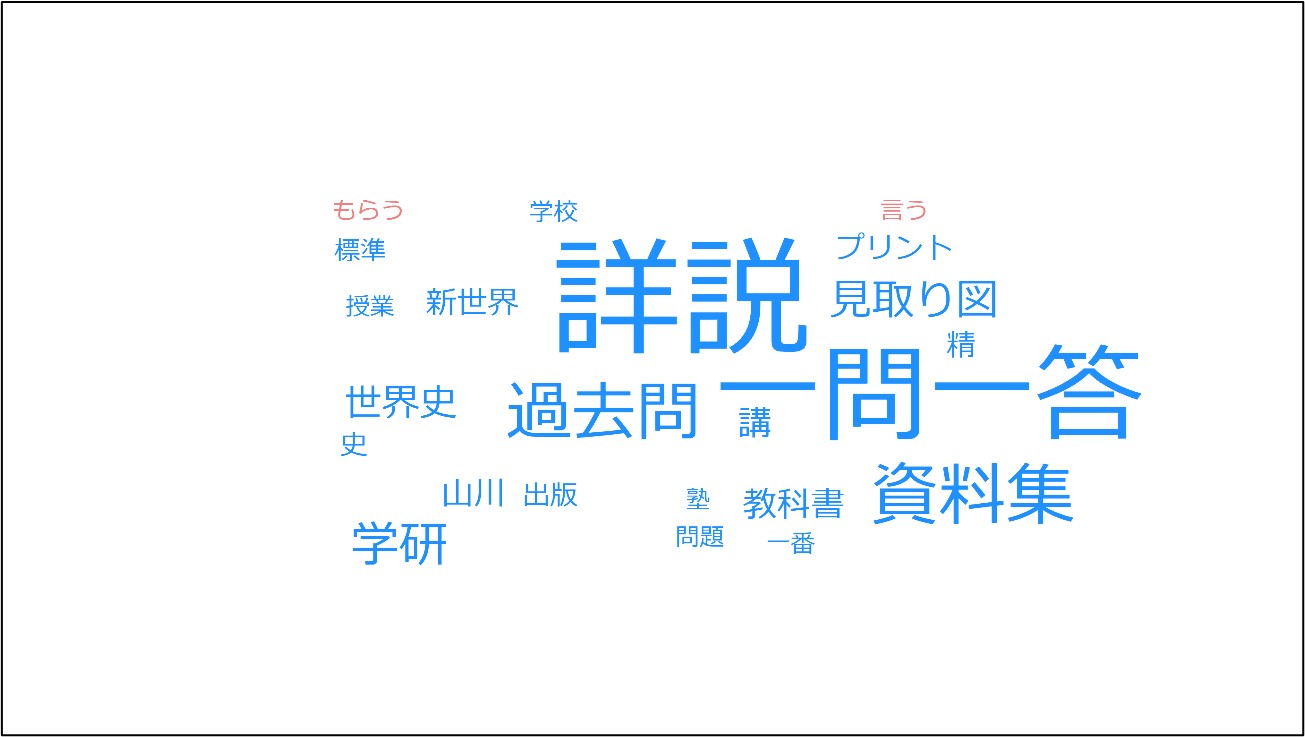 もらう 学校 言う
標準 プリント
詳説
授業 新世界 見取り図
精
一問一答
世界史 過去問 講
史
山川 出版 塾 教科書 資料集
学研 問題 一番